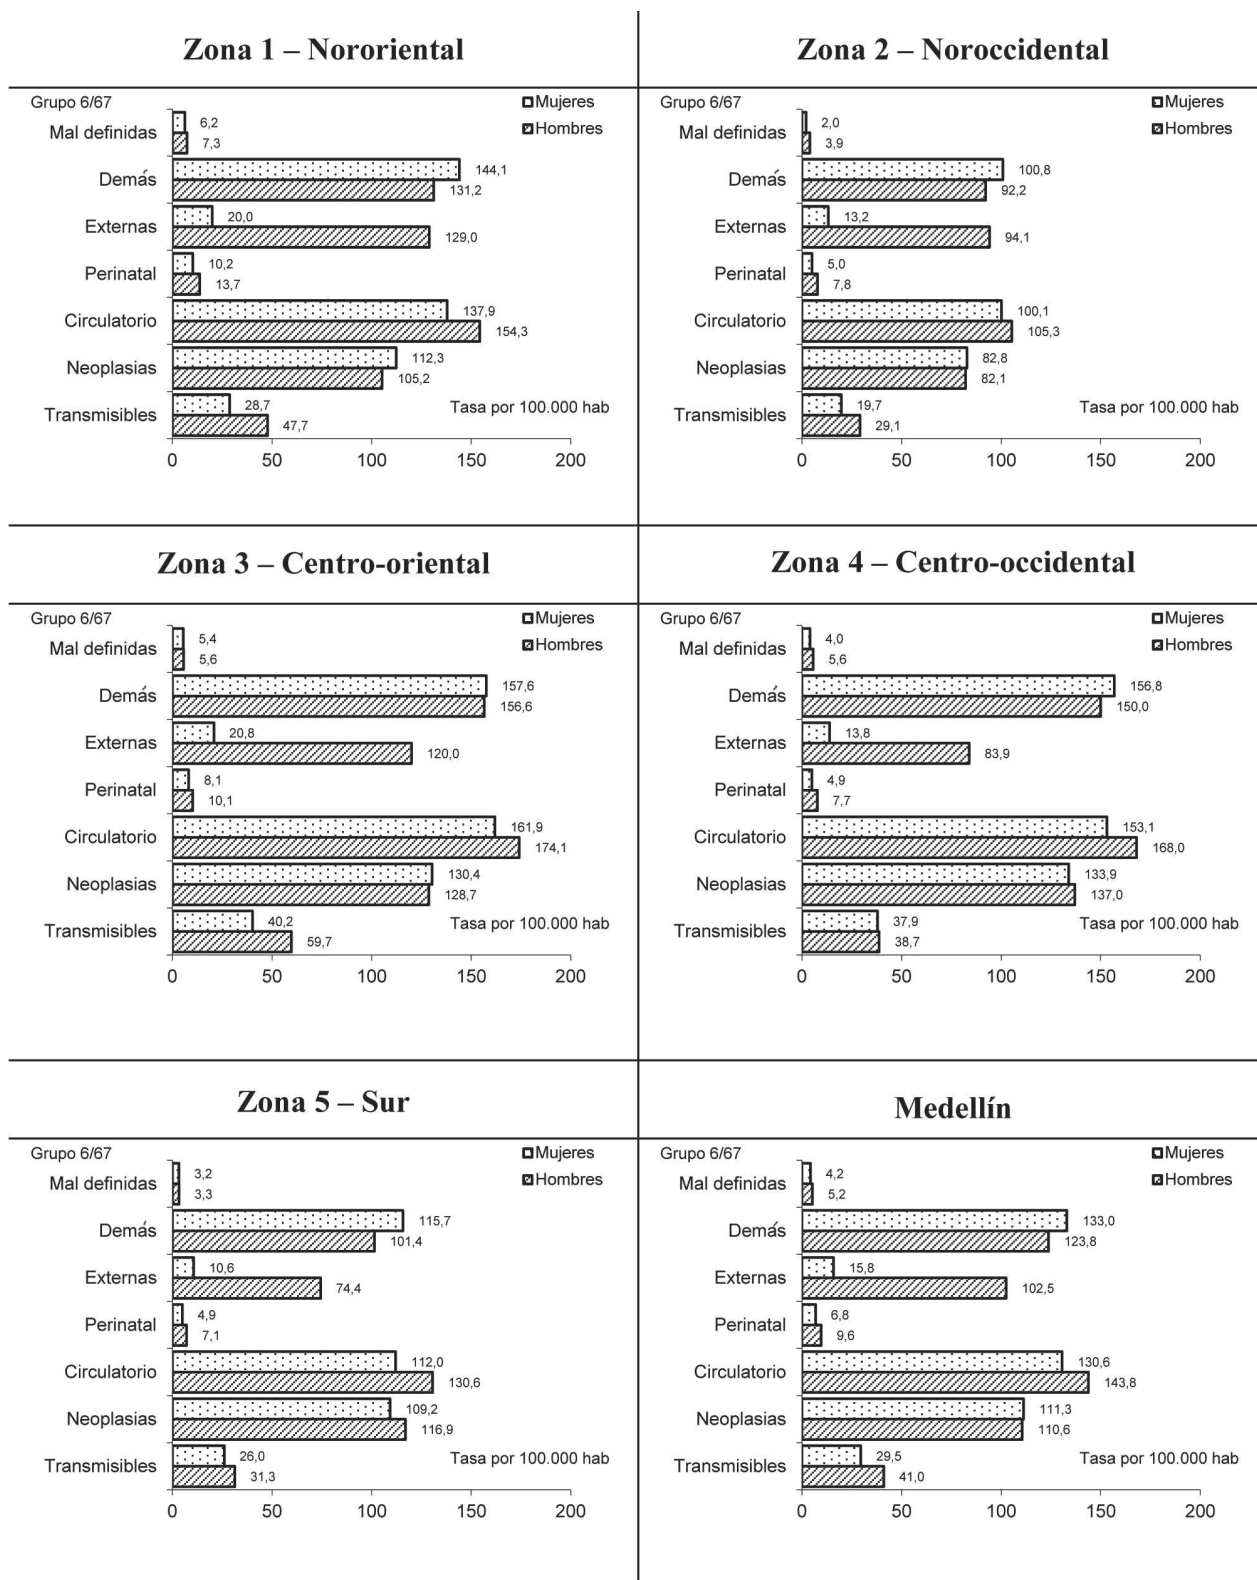 Zona 1 – Nororiental
Grupo 6/67
Mujeres
Hombres
Mal definidas
6,2
7,3
Demás
144,1
131,2
Externas
20,0
129,0
Perinatal
10,2
13,7
Circulatorio
137,9
154,3
Neoplasias
112,3
105,2
Transmisibles
28,7
47,7
Tasa por 100.000 hab
0 50 100 150 200
Zona 2 – Noroccidental
Grupo 6/67
Mujeres
Hombres
Mal definidas
2,0
3,9
Demás
100,8
92,2
Externas
13,2
94,1
Perinatal
5,0
7,8
Circulatorio
100,1
105,3
Neoplasias
82,8
82,1
Transmisibles
19,7
29,1
Tasa por 100.000 hab
0 50 100 150 200
Zona 3 – Centro-oriental
Grupo 6/67
Mujeres
Hombres
Mal definidas
5,4
5,6
Demás
157,6
156,6
Externas
20,8
120,0
Perinatal
8,1
10,1
Circulatorio
161,9
174,1
Neoplasias
130,4
128,7
Transmisibles
40,2
59,7
Tasa por 100.000 hab
0 50 100 150 200
Zona 4 – Centro-occidental
Grupo 6/67
Mujeres
Hombres
Mal definidas
4,0
5,6
Demás
156,8
150,0
Externas
13,8
83,9
Perinatal
4,9
7,7
Circulatorio
153,1
168,0
Neoplasias
133,9
137,0
Transmisibles
37,9
38,7
Tasa por 100.000 hab
0 50 100 150 200
Zona 5 – Sur
Grupo 6/67
Mujeres
Hombres
Mal definidas
3,2
3,3
Demás
115,7
101,4
Externas
10,6
74,4
Perinatal
4,9
7,1
Circulatorio
112,0
130,6
Neoplasias
109,2
116,9
Transmisibles
26,0
31,3
Tasa por 100.000 hab
0 50 100 150 200
Medellín
Grupo 6/67
Mujeres
Hombres
Mal definidas
4,2
5,2
Demás
133,0
123,8
Externas
15,8
102,5
Perinatal
6,8
9,6
Circulatorio
130,6
143,8
Neoplasias
111,3
110,6
Transmisibles
29,5
41,0
Tasa por 100.000 hab
0 50 100 150 200